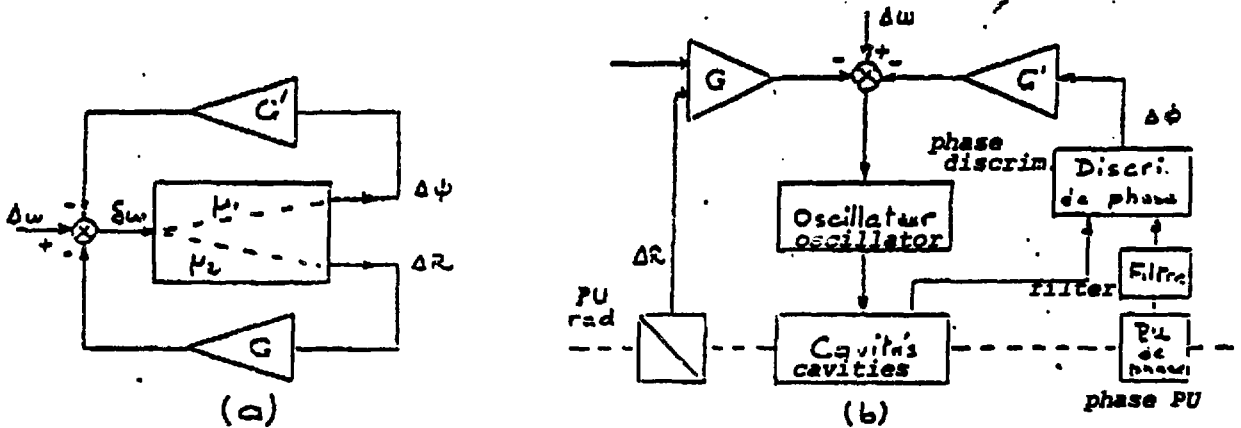 G'
Δψ
Δω
+
-
-
δω
μ1
μ2
ΔR
G
(a)
Δω
+
-
-
G
G'
Δφ
phase
discrim.
Discri.
de phase
Oscillateur
oscillator
ΔR
PU
rad
filter
Filtre
Cavités
cavities
PU
de
phase
phase PU
(b)